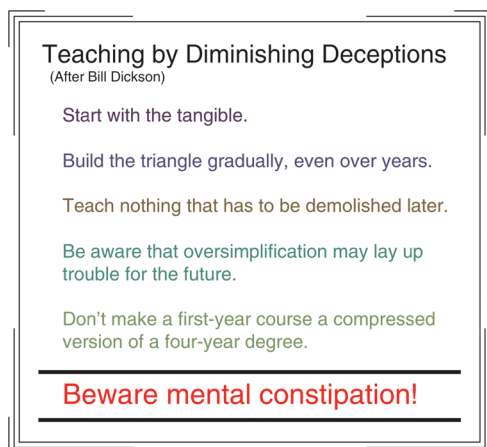 Teaching by Diminishing Deceptions
(After Bill Dickson)
Start with the tangible.
Build the triangle gradually, even over years.
Teach nothing that has to be demolished later.
Be aware that oversimplification may lay up
trouble for the future.
Don't make a first-year course a compressed
version of a four-year degree.
Beware mental constipation!